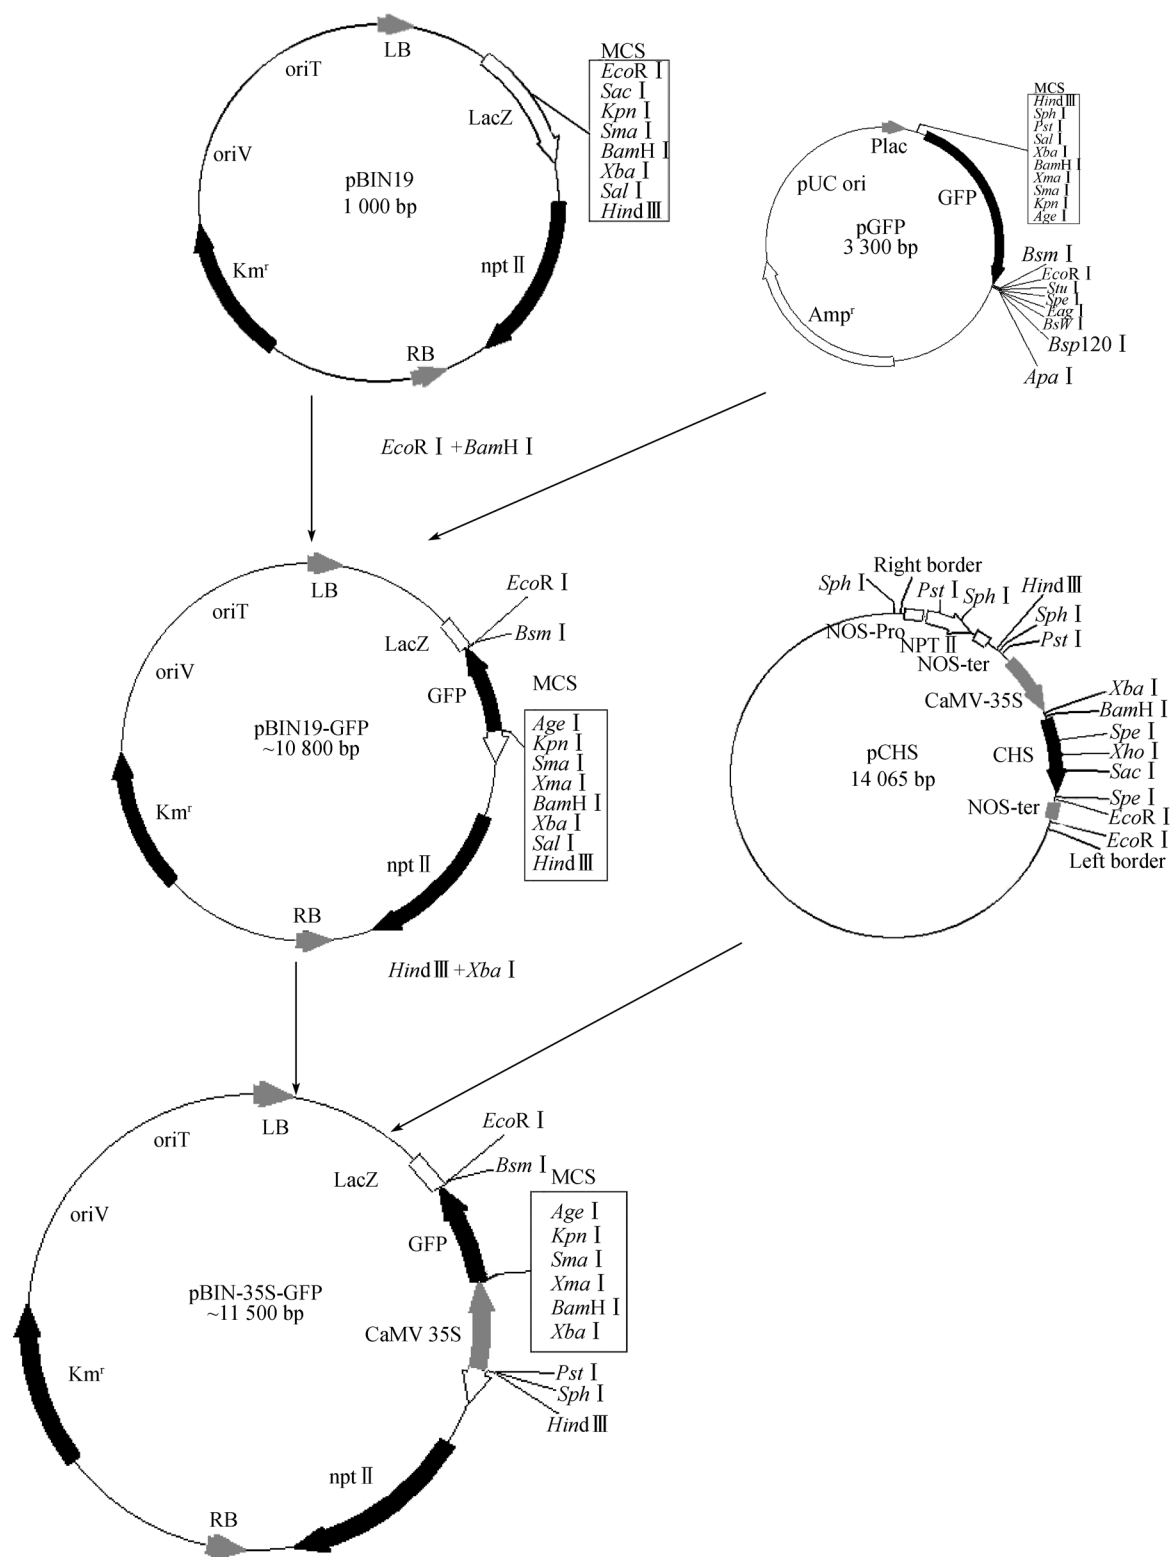 LB
oriT
LacZ
oriV
pBIN19
1 000 bp
Kmʳ
npt Ⅱ
RB
MCS
EcoR Ⅰ
Sac Ⅰ
Kpn Ⅰ
Sma Ⅰ
BamH Ⅰ
Xba Ⅰ
Sal Ⅰ
Hind Ⅲ
MCS
Hind Ⅲ
Sph Ⅰ
Pst Ⅰ
Sal Ⅰ
Xba Ⅰ
BamH Ⅰ
Xma Ⅰ
Sma Ⅰ
Kpn Ⅰ
Age Ⅰ
Plac
pUC ori
GFP
pGFP
3 300 bp
Ampʳ
Bsm Ⅰ
EcoR Ⅰ
Stu Ⅰ
Spe Ⅰ
Eag Ⅰ
BsW Ⅰ
Bsp120 Ⅰ
Apa Ⅰ
EcoR Ⅰ +BamH Ⅰ
LB
oriT
LacZ
oriV
EcoR Ⅰ
Bsm Ⅰ
GFP
MCS
pBIN19-GFP
~10 800 bp
Age Ⅰ
Kpn Ⅰ
Sma Ⅰ
Xma Ⅰ
BamH Ⅰ
Xba Ⅰ
Sal Ⅰ
Hind Ⅲ
Kmʳ
npt Ⅱ
RB
Right border
Sph Ⅰ
Pst Ⅰ
Sph Ⅰ
Hind Ⅲ
Sph Ⅰ
Pst Ⅰ
NOS-Pro
NPT Ⅱ
NOS-ter
CaMV-35S
Xba Ⅰ
BamH Ⅰ
Spe Ⅰ
Xho Ⅰ
Sac Ⅰ
CHS
pCHS
14 065 bp
NOS-ter
Spe Ⅰ
EcoR Ⅰ
EcoR Ⅰ
Left border
Hind Ⅲ +Xba Ⅰ
LB
oriT
LacZ
oriV
EcoR Ⅰ
Bsm Ⅰ
MCS
GFP
Age Ⅰ
Kpn Ⅰ
Sma Ⅰ
Xma Ⅰ
BamH Ⅰ
Xba Ⅰ
pBIN-35S-GFP
~11 500 bp
CaMV 35S
Pst Ⅰ
Sph Ⅰ
Hind Ⅲ
Kmʳ
npt Ⅱ
RB